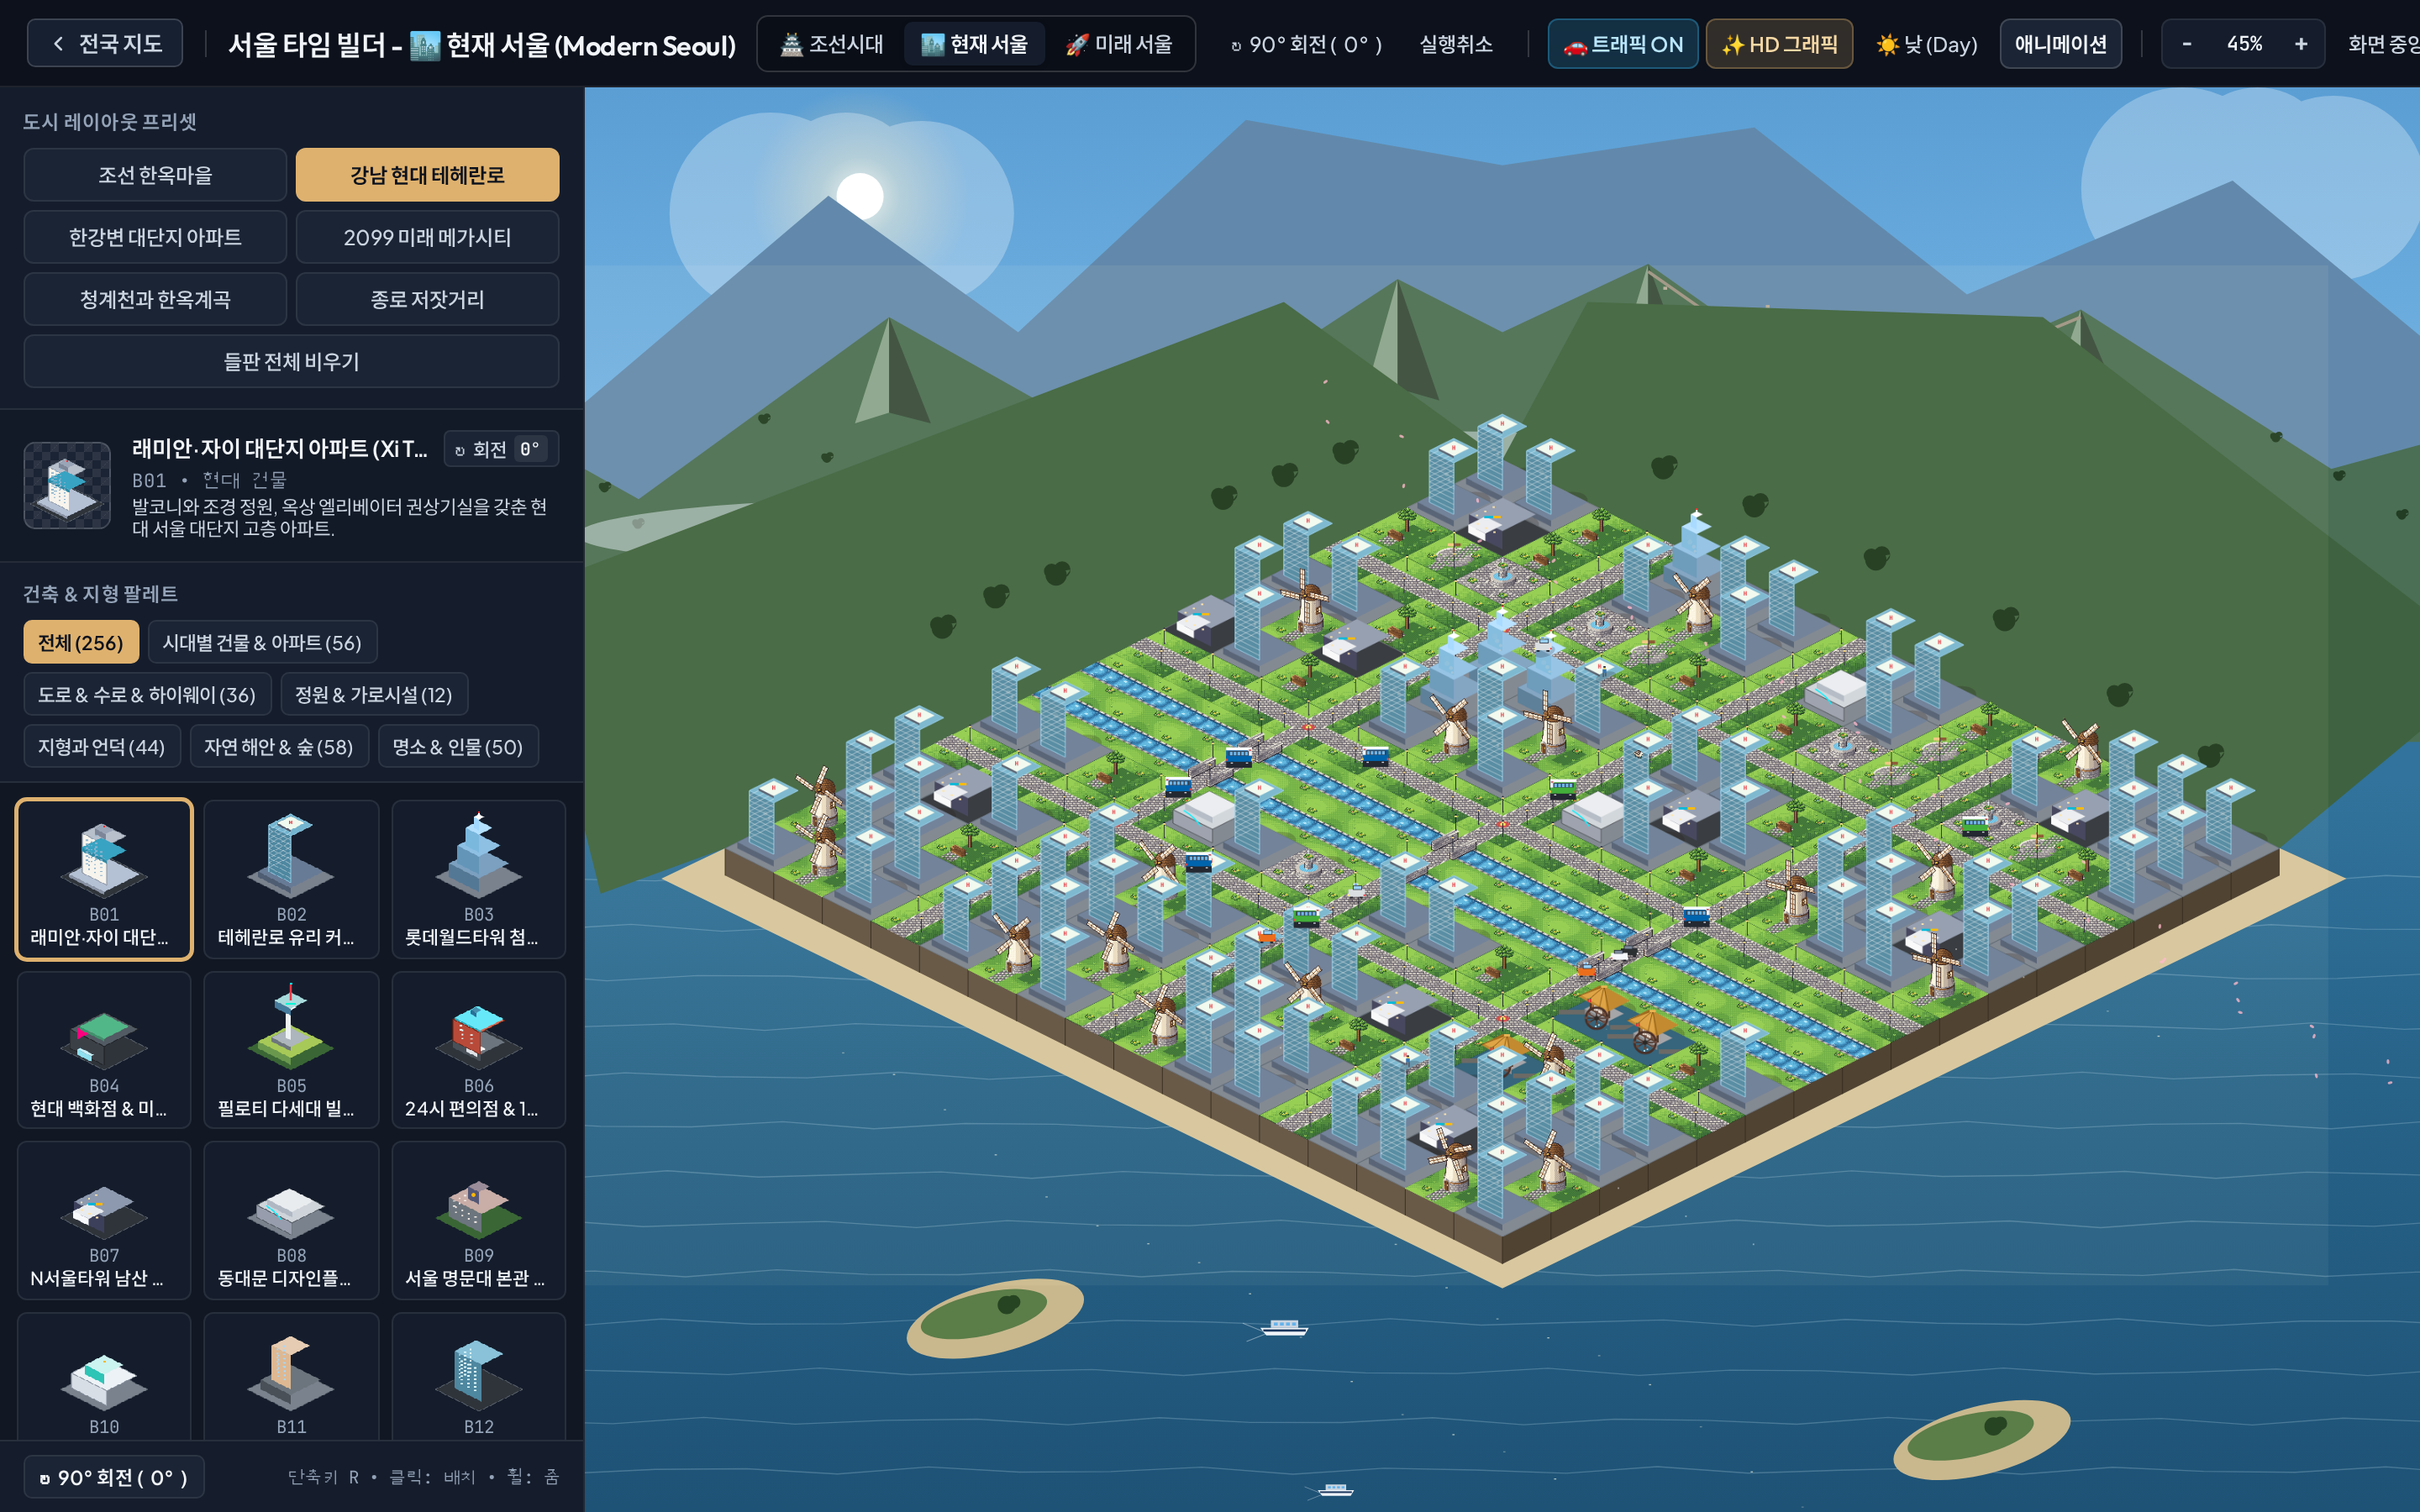 전국 지도
서울 타임 빌더 - 🏙️ 현재 서울 (Modern Seoul)
🏯 조선시대
🏙️ 현재 서울
🚀 미래 서울
↻ 90° 회전 ( 0° )
실행취소
🚗 트래픽 ON
✨ HD 그래픽
☀️ 낮 (Day)
애니메이션
- 45% +
화면 중앙
도시 레이아웃 프리셋
조선 한옥마을
강남 현대 테헤란로
한강변 대단지 아파트
2099 미래 메가시티
청계천과 한옥계곡
종로 저잣거리
들판 전체 비우기
래미안·자이 대단지 아파트 (Xi T...
↻ 회전 0°
B01 • 현대 건물
발코니와 조경 정원, 옥상 엘리베이터 권상기실을 갖춘 현
대 서울 대단지 고층 아파트.
건축 & 지형 팔레트
전체 (256)
시대별 건물 & 아파트 (56)
도로 & 수로 & 하이웨이 (36)
정원 & 가로시설 (12)
지형과 언덕 (44)
자연 해안 & 숲 (58)
명소 & 인물 (50)
B01
래미안·자이 대단...
B02
테헤란로 유리 커...
B03
롯데월드타워 첨...
B04
현대 백화점 & 미...
B05
필로티 다세대 빌...
B06
24시 편의점 & 1...
B07
N서울타워 남산 ...
B08
동대문 디자인플...
B09
서울 명문대 본관 ...
B10
B11
B12
↻ 90° 회전 ( 0° )
단축키 R • 클릭: 배치 • 휠: 줌